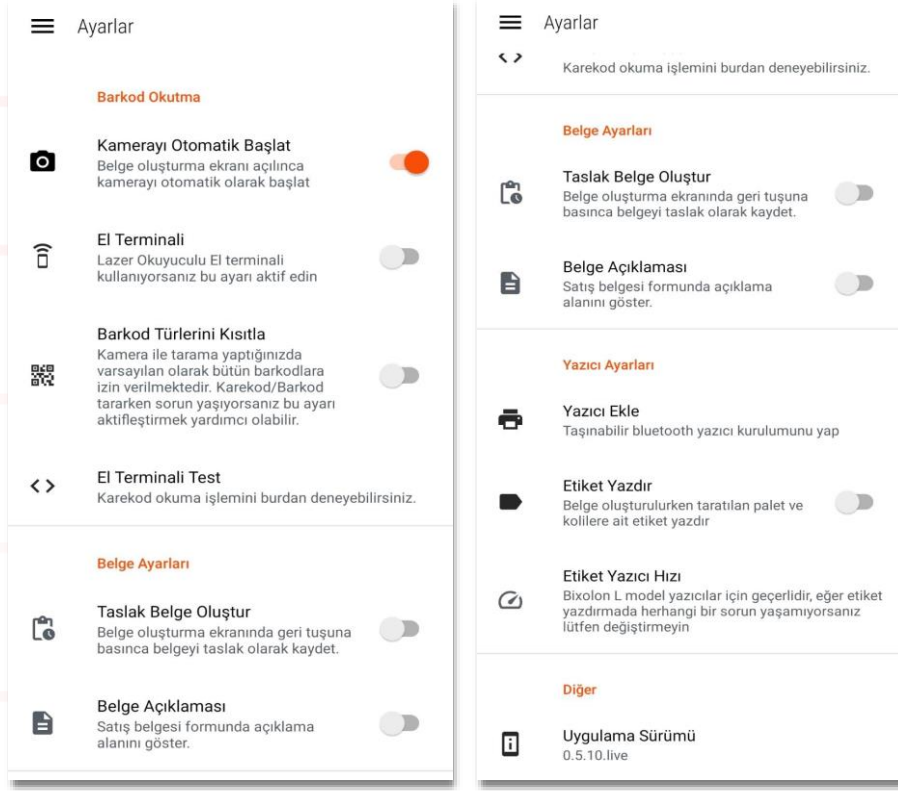 Ayarlar
Barkod Okutma
Kamerayı Otomatik Başlat
Belge oluşturma ekranı açılınca
kamerayı otomatik olarak başlat
El Terminali
Lazer Okuyuculu El terminali
kullanıyorsanız bu ayarı aktif edin
Barkod Türlerini Kısıtla
Kamera ile tarama yaptığınızda
varsayılan olarak bütün barkodlara
izin verilmektedir. Karekod/Barkod
tararken sorun yaşıyorsanız bu ayarı
aktifleştirmek yardımcı olabilir.
El Terminali Test
Karekod okuma işlemini burdan deneyebilirsiniz.
Belge Ayarları
Taslak Belge Oluştur
Belge oluşturma ekranında geri tuşuna
basınca belgeyi taslak olarak kaydet.
Belge Açıklaması
Satış belgesi formunda açıklama
alanını göster.
Ayarlar
Karekod okuma işlemini burdan deneyebilirsiniz.
Belge Ayarları
Taslak Belge Oluştur
Belge oluşturma ekranında geri tuşuna
basınca belgeyi taslak olarak kaydet.
Belge Açıklaması
Satış belgesi formunda açıklama
alanını göster.
Yazıcı Ayarları
Yazıcı Ekle
Taşınabilir bluetooth yazıcı kurulumunu yap
Etiket Yazdır
Belge oluşturulurken taratılan palet ve
kolilere ait etiket yazdır
Etiket Yazıcı Hızı
Bixolon L model yazıcılar için geçerlidir, eğer etiket
yazdırmada herhangi bir sorun yaşamıyorsanız
lütfen değiştirmeyin
Diğer
Uygulama Sürümü
0.5.10.live